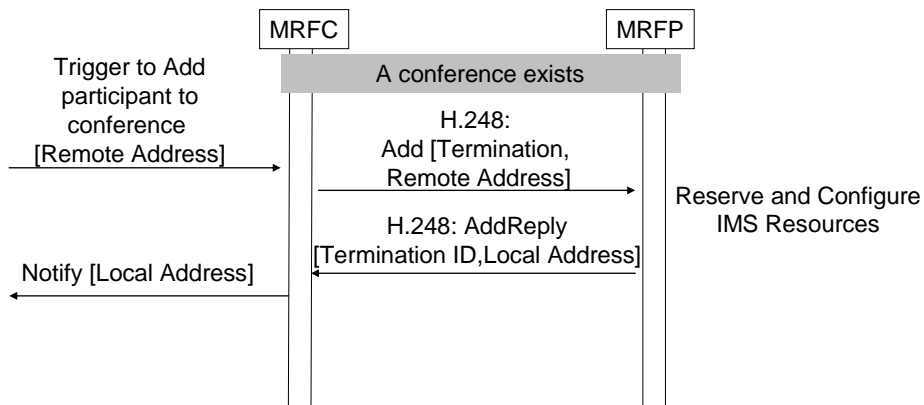 MRFC
MRFP
A conference exists
Trigger to Add
participant to
conference
[Remote Address]
H.248:
Add [Termination,
Remote Address]
Reserve and Configure
IMS Resources
H.248: AddReply
[Termination ID,Local Address]
Notify [Local Address]